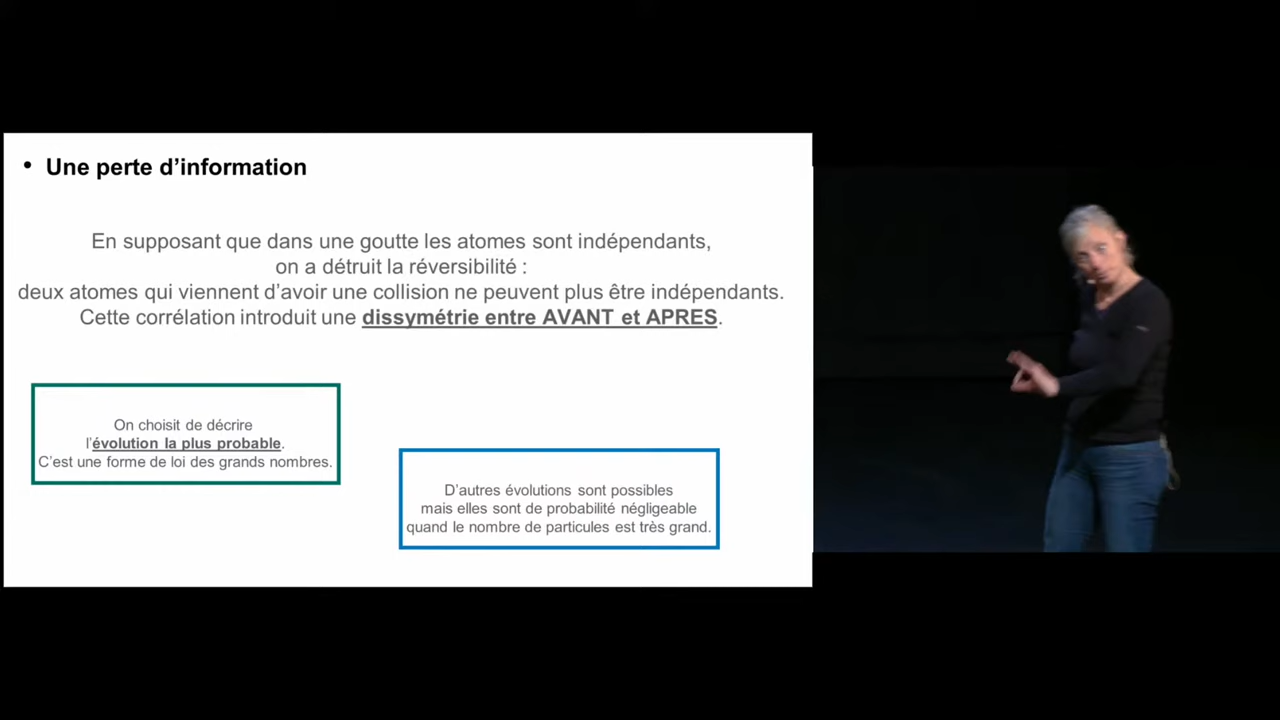 • Une perte d'information
En supposant que dans une goutte les atomes sont indépendants,
on a détruit la réversibilité :
deux atomes qui viennent d'avoir une collision ne peuvent plus être indépendants.
Cette corrélation introduit une dissymétrie entre AVANT et APRES.
On choisit de décrire
l'évolution la plus probable.
C'est une forme de loi des grands nombres.
D'autres évolutions sont possibles
mais elles sont de probabilité négligeable
quand le nombre de particules est très grand.